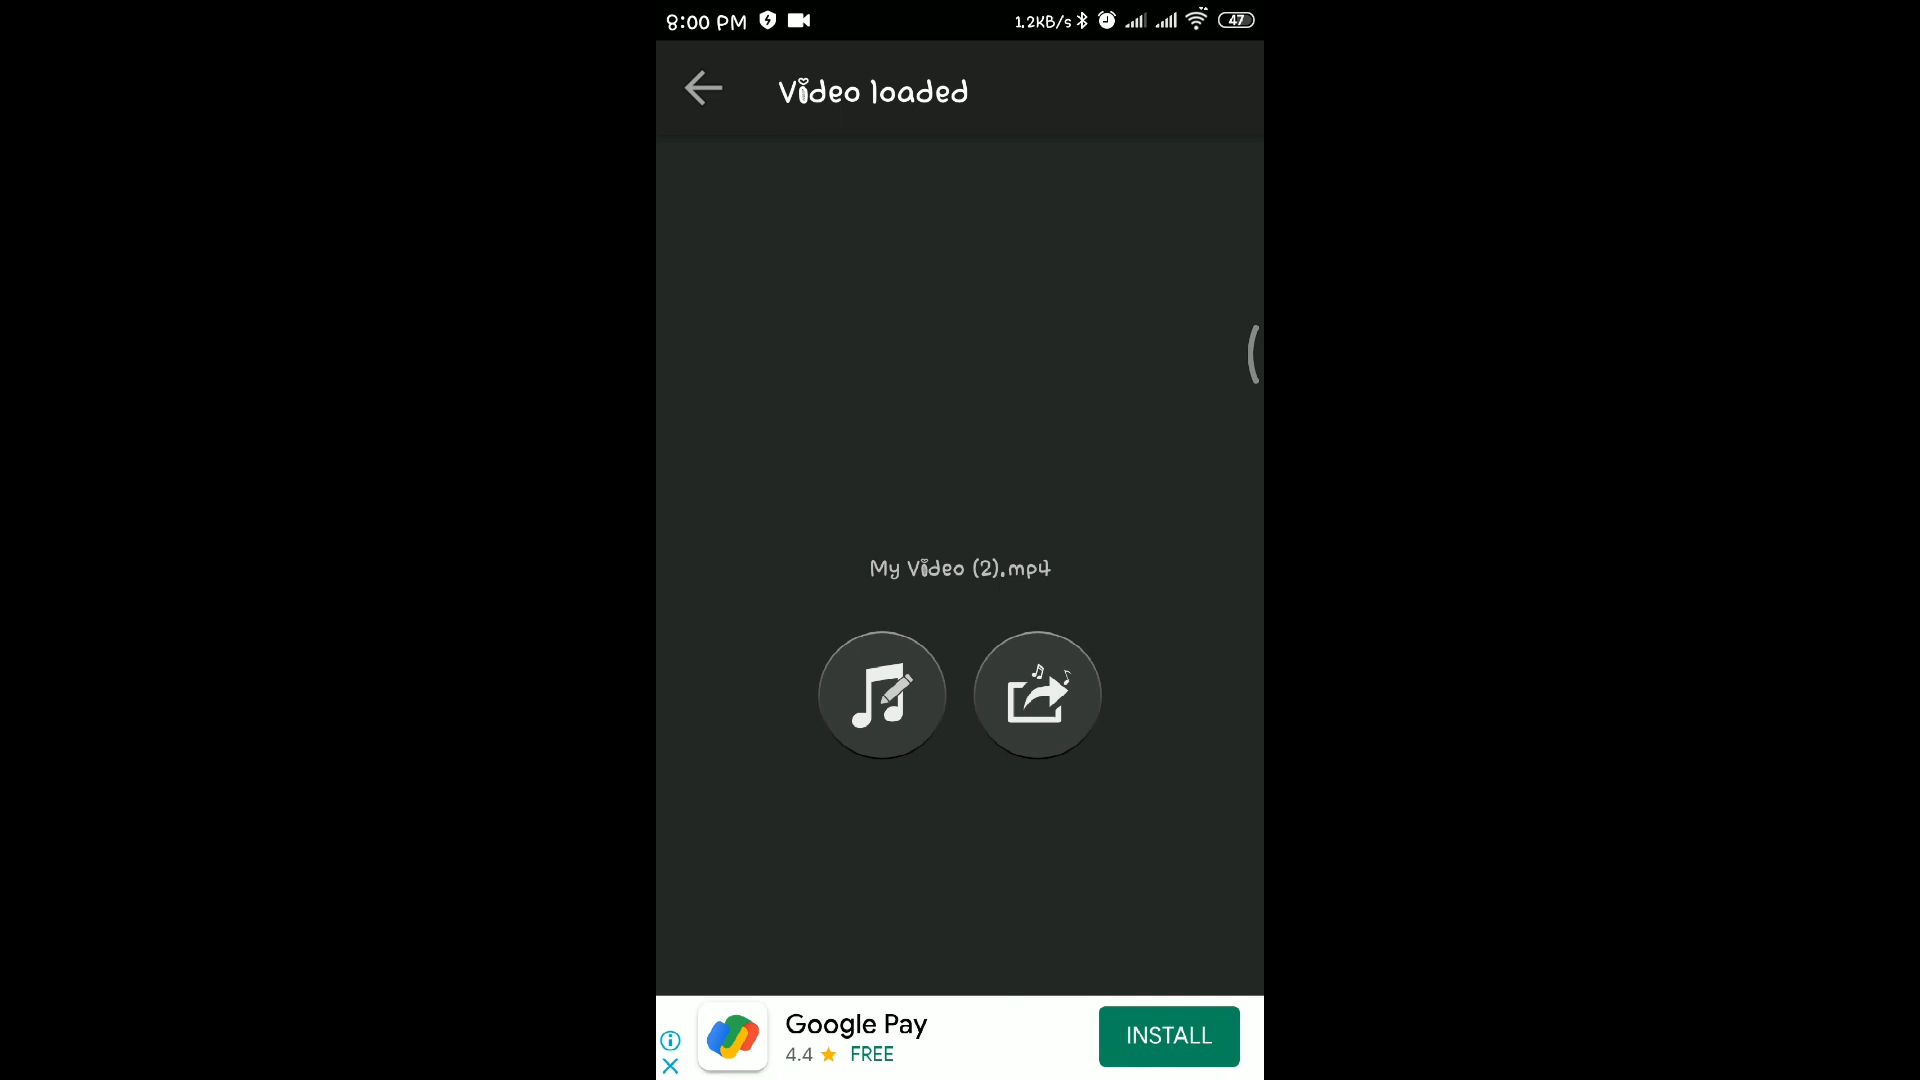 8:00 PM
1.2KB/s
47
Video loaded
My Video (2).mp4
Google Pay
4.4 ★ FREE
INSTALL